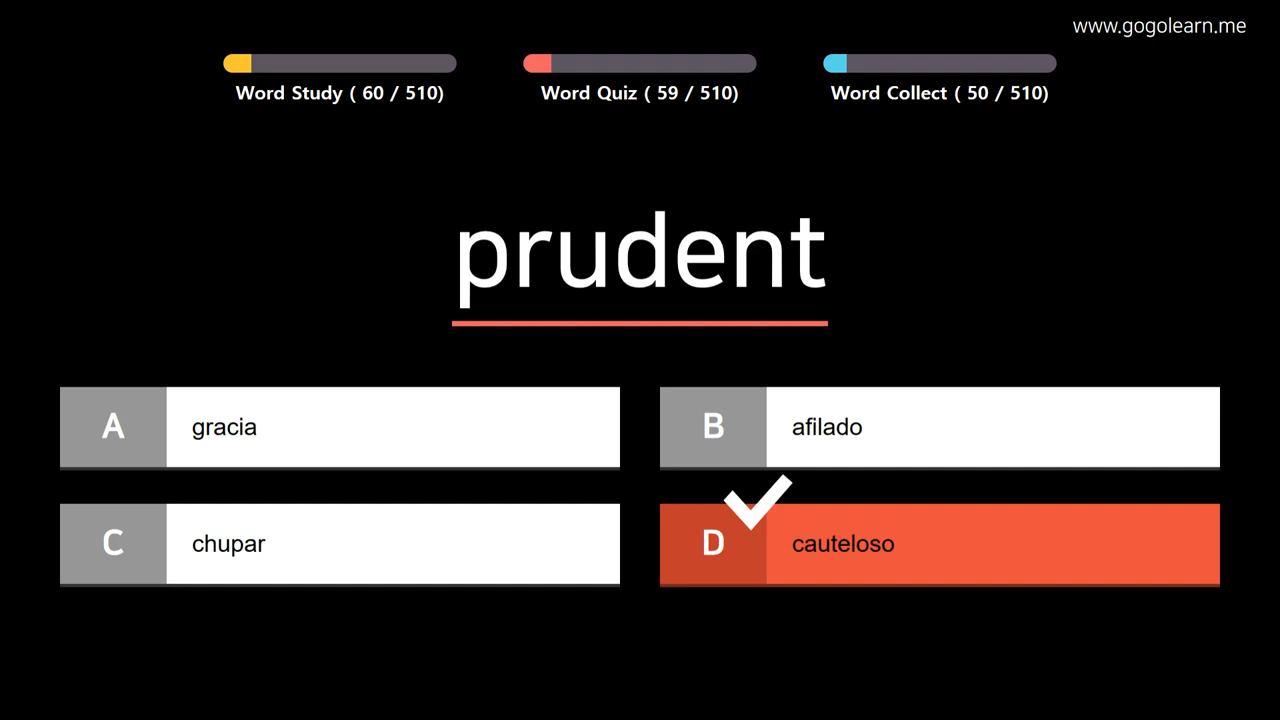 www.gogolearn.me
Word Study ( 60 / 510)
Word Quiz ( 59 / 510)
Word Collect ( 50 / 510)
prudent
A gracia
B afilado
C chupar
D cauteloso